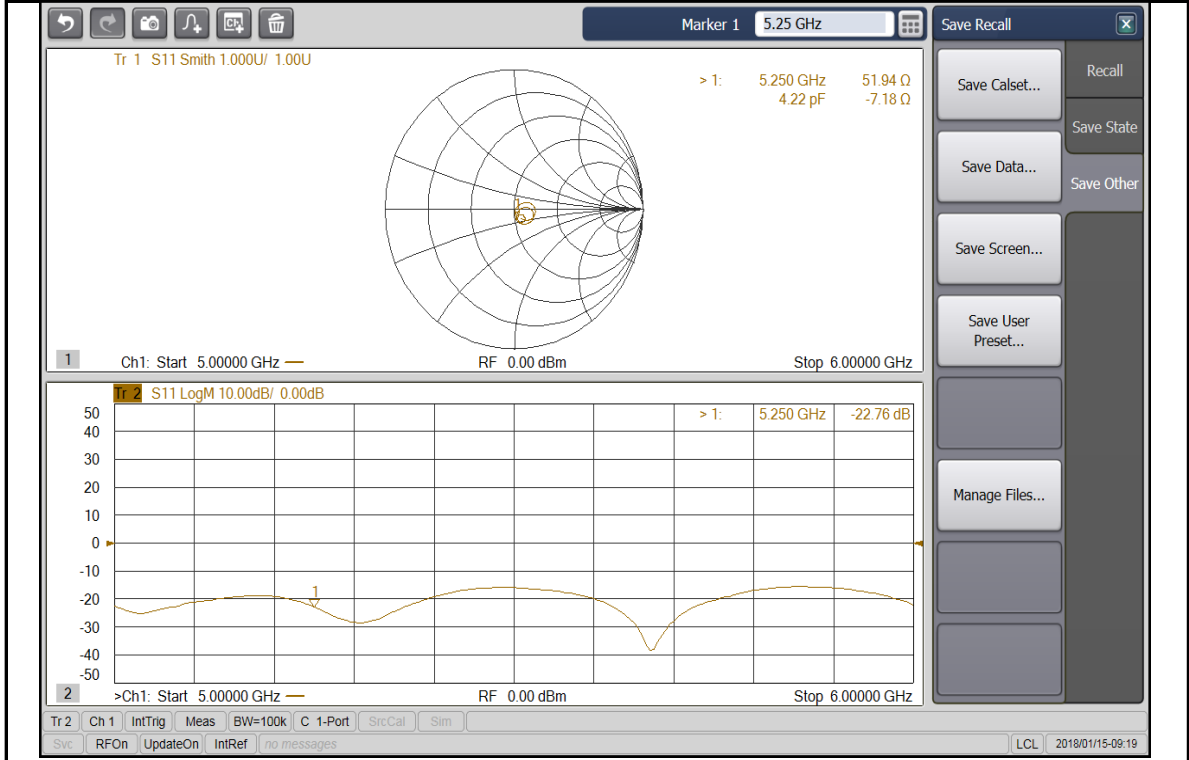 Marker 1 5.25 GHz
Save Recall
Tr 1 S11 Smith 1.000U/ 1.00U
> 1: 5.250 GHz 51.94 Ω
4.22 pF -7.18 Ω
1
1 Ch1: Start 5.00000 GHz RF 0.00 dBm Stop 6.00000 GHz
Tr 2 S11 LogM 10.00dB/ 0.00dB
> 1: 5.250 GHz -22.76 dB
50
40
30
20
10
0
-10
-20
-30
-40
-50
1
2 >Ch1: Start 5.00000 GHz RF 0.00 dBm Stop 6.00000 GHz
Save Calset...
Save Data...
Save Screen...
Save User
Preset...
Manage Files...
Recall
Save State
Save Other
Tr 2 Ch 1 IntTrig Meas BW=100k C 1-Port SrcCal Sim
Svc RFOn UpdateOn IntRef no messages LCL 2018/01/15-09:19